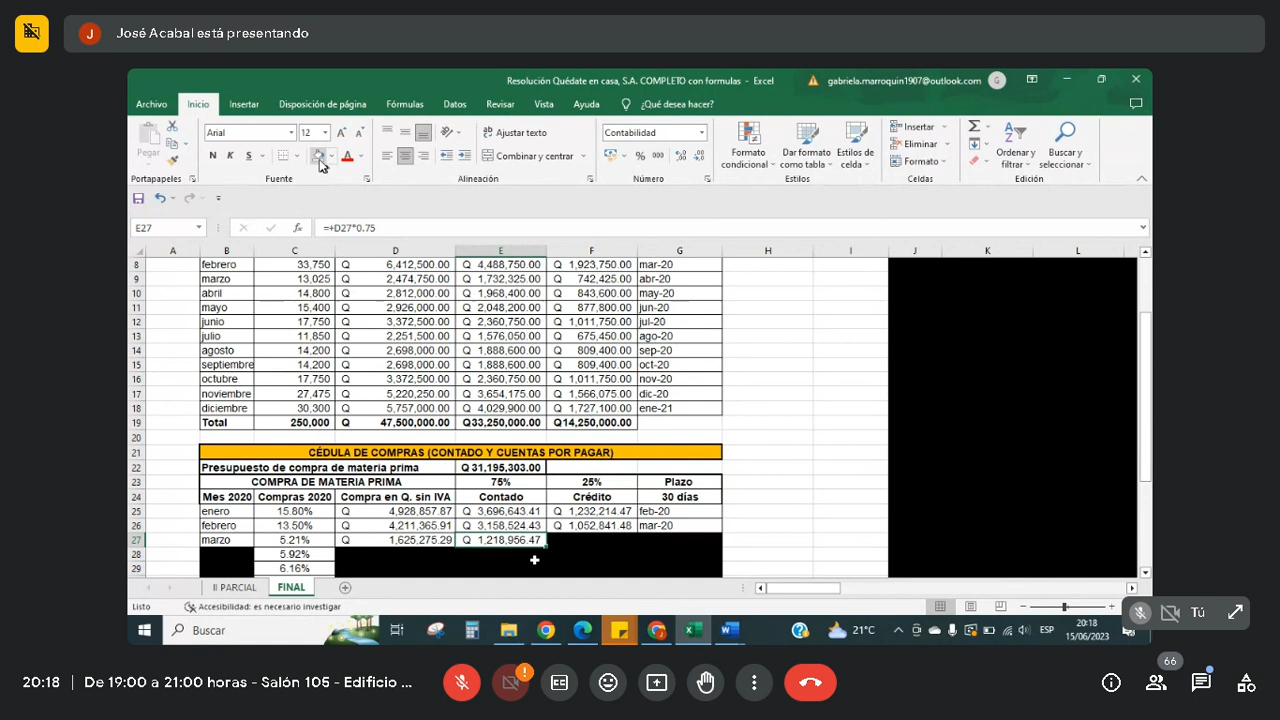 J José Acabal está presentando
Resolución Quédate en casa, S.A. COMPLETO con formulas - Excel
gabriela.marroquin1907@outlook.com G
Archivo Inicio Insertar Disposición de página Fórmulas Datos Revisar Vista Ayuda ¿Qué desea hacer?
Pegar Arial 12 Ajustar texto Contabilidad Formato condicional Dar formato como tabla Estilos de celda Insertar Σ Ordenar y filtrar Buscar y seleccionar
N K S Combinar y centrar % 000 Eliminar
Formato
Portapapeles Fuente Alineación Número Estilos Celdas Edición
E27 fx =+D27*0.75
A B C D E F G H I J K L
8 febrero 33,750 Q 6,412,500.00 Q 4,488,750.00 Q 1,923,750.00 mar-20
9 marzo 13,025 Q 2,474,750.00 Q 1,732,325.00 Q 742,425.00 abr-20
10 abril 14,800 Q 2,812,000.00 Q 1,968,400.00 Q 843,600.00 may-20
11 mayo 15,400 Q 2,926,000.00 Q 2,048,200.00 Q 877,800.00 jun-20
12 junio 17,750 Q 3,372,500.00 Q 2,360,750.00 Q 1,011,750.00 jul-20
13 julio 11,850 Q 2,251,500.00 Q 1,576,050.00 Q 675,450.00 ago-20
14 agosto 14,200 Q 2,698,000.00 Q 1,888,600.00 Q 809,400.00 sep-20
15 septiembre 14,200 Q 2,698,000.00 Q 1,888,600.00 Q 809,400.00 oct-20
16 octubre 17,750 Q 3,372,500.00 Q 2,360,750.00 Q 1,011,750.00 nov-20
17 noviembre 27,475 Q 5,220,250.00 Q 3,654,175.00 Q 1,566,075.00 dic-20
18 diciembre 30,300 Q 5,757,000.00 Q 4,029,900.00 Q 1,727,100.00 ene-21
19 Total 250,000 Q 47,500,000.00 Q33,250,000.00 Q14,250,000.00
20
21 CÉDULA DE COMPRAS (CONTADO Y CUENTAS POR PAGAR)
22 Presupuesto de compra de materia prima Q 31,195,303.00
23 COMPRA DE MATERIA PRIMA 75% 25% Plazo
24 Mes 2020 Compras 2020 Compra en Q. sin IVA Contado Crédito 30 días
25 enero 15.80% Q 4,928,857.87 Q 3,696,643.41 Q 1,232,214.47 feb-20
26 febrero 13.50% Q 4,211,365.91 Q 3,158,524.43 Q 1,052,841.48 mar-20
27 marzo 5.21% Q 1,625,275.29 Q 1,218,956.47
28 5.92%
29 6.16%
II PARCIAL FINAL
Listo Accesibilidad: es necesario investigar
Tú
Buscar 21°C ESP 20:18
15/06/2023
66
20:18 | De 19:00 a 21:00 horas - Salón 105 - Edificio ...